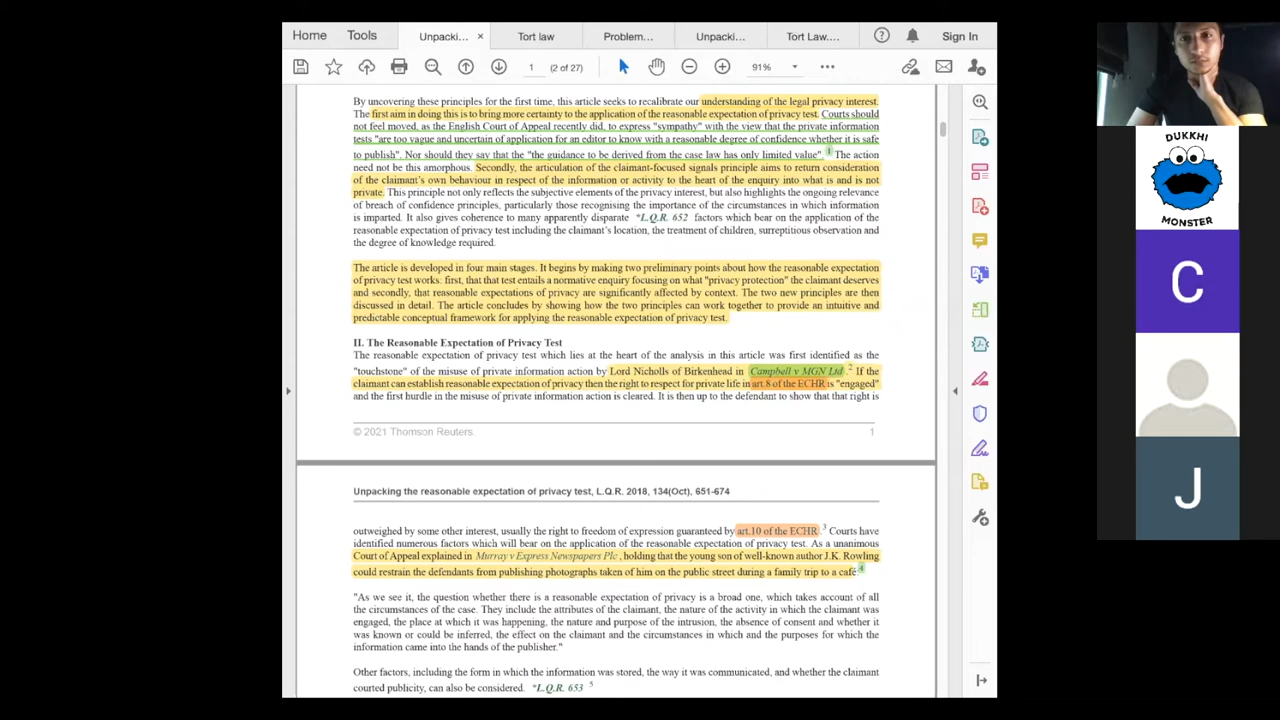 Home Tools Unpacki... × Tort law Problem... Unpacki... Tort Law.... Sign In
1 (2 of 27) 91%
By uncovering these principles for the first time, this article seeks to recalibrate our understanding of the legal privacy interest.
The first aim in doing this is to bring more certainty to the application of the reasonable expectation of privacy test. Courts should
not feel moved, as the English Court of Appeal recently did, to express "sympathy" with the view that the private information
tests "are too vague and uncertain of application for an editor to know with a reasonable degree of confidence whether it is safe
to publish". Nor should they say that the "the guidance to be derived from the case law has only limited value". 1 The action
need not be this amorphous. Secondly, the articulation of the claimant-focused signals principle aims to return consideration
of the claimant's own behaviour in respect of the information or activity to the heart of the enquiry into what is and is not
private. This principle not only reflects the subjective elements of the privacy interest, but also highlights the ongoing relevance
of breach of confidence principles, particularly those recognising the importance of the circumstances in which information
is imparted. It also gives coherence to many apparently disparate *L.Q.R. 652 factors which bear on the application of the
reasonable expectation of privacy test including the claimant's location, the treatment of children, surreptitious observation and
the degree of knowledge required.
The article is developed in four main stages. It begins by making two preliminary points about how the reasonable expectation
of privacy test works: first, that that test entails a normative enquiry focusing on what "privacy protection" the claimant deserves
and secondly, that reasonable expectations of privacy are significantly affected by context. The two new principles are then
discussed in detail. The article concludes by showing how the two principles can work together to provide an intuitive and
predictable conceptual framework for applying the reasonable expectation of privacy test.
II. The Reasonable Expectation of Privacy Test
The reasonable expectation of privacy test which lies at the heart of the analysis in this article was first identified as the
"touchstone" of the misuse of private information action by Lord Nicholls of Birkenhead in Campbell v MGN Ltd . 2 If the
claimant can establish reasonable expectation of privacy then the right to respect for private life in art.8 of the ECHR is "engaged"
and the first hurdle in the misuse of private information action is cleared. It is then up to the defendant to show that that right is
© 2021 Thomson Reuters. 1
Unpacking the reasonable expectation of privacy test, L.Q.R. 2018, 134(Oct), 651-674
outweighed by some other interest, usually the right to freedom of expression guaranteed by art.10 of the ECHR. 3 Courts have
identified numerous factors which will bear on the application of the reasonable expectation of privacy test. As a unanimous
Court of Appeal explained in Murray v Express Newspapers Plc , holding that the young son of well-known author J.K. Rowling
could restrain the defendants from publishing photographs taken of him on the public street during a family trip to a café: 4
"As we see it, the question whether there is a reasonable expectation of privacy is a broad one, which takes account of all
the circumstances of the case. They include the attributes of the claimant, the nature of the activity in which the claimant was
engaged, the place at which it was happening, the nature and purpose of the intrusion, the absence of consent and whether it
was known or could be inferred, the effect on the claimant and the circumstances in which and the purposes for which the
information came into the hands of the publisher."
Other factors, including the form in which the information was stored, the way it was communicated, and whether the claimant
courted publicity, can also be considered. *L.Q.R. 653 5
DUKKHI
MONSTER
C
J